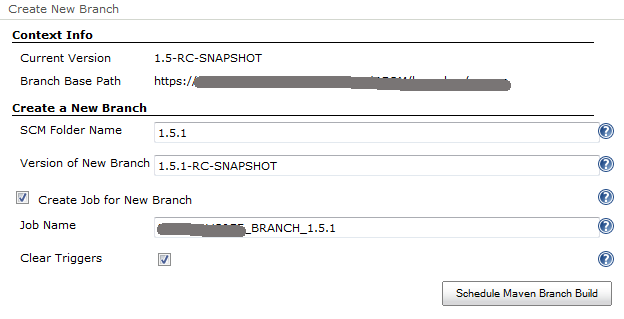 Create New Branch
Context Info
Current Version 1.5-RC-SNAPSHOT
Branch Base Path https:/
Create a New Branch
SCM Folder Name 1.5.1
Version of New Branch 1.5.1-RC-SNAPSHOT
Create Job for New Branch
Job Name _BRANCH_1.5.1
Clear Triggers
Schedule Maven Branch Build